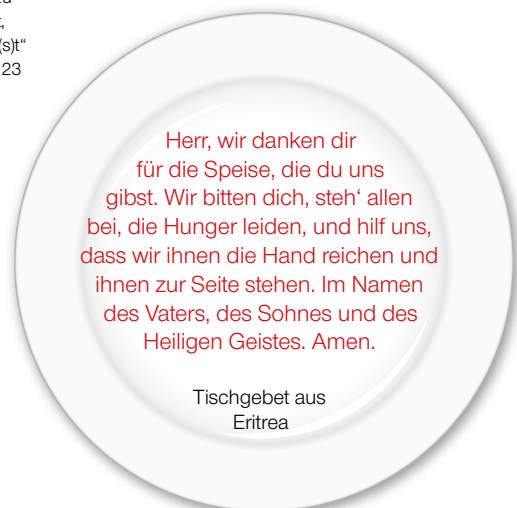 t,
(s)t“
23
Herr, wir danken dir
für die Speise, die du uns
gibst. Wir bitten dich, steh‘ allen
bei, die Hunger leiden, und hilf uns,
dass wir ihnen die Hand reichen und
ihnen zur Seite stehen. Im Namen
des Vaters, des Sohnes und des
Heiligen Geistes. Amen.
Tischgebet aus
Eritrea